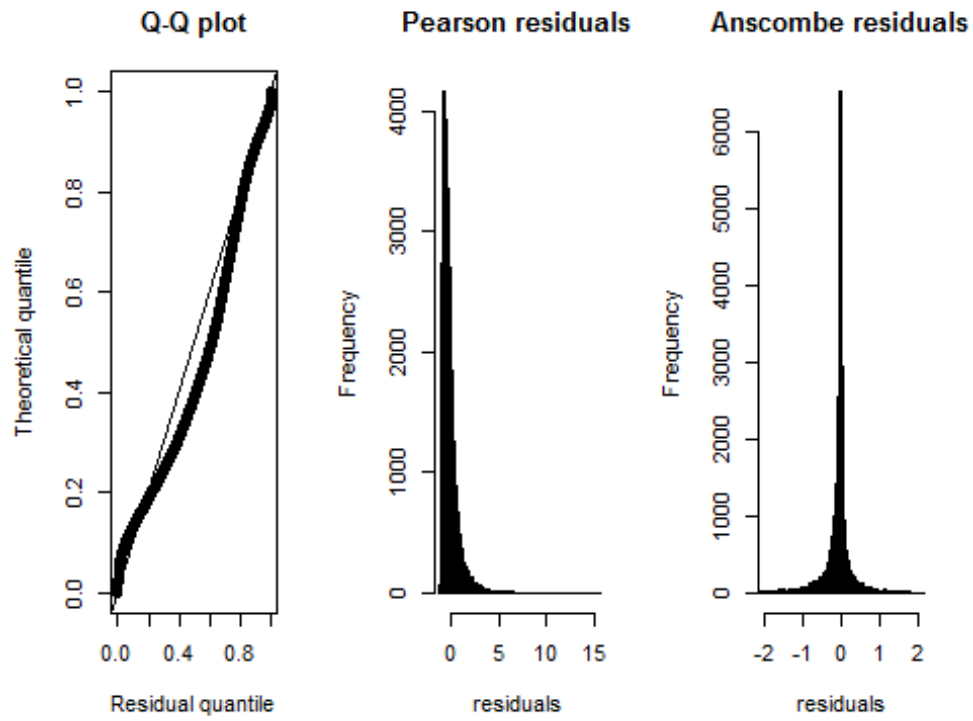 Q-Q plot
Theoretical quantile
1.0
0.8
0.6
0.4
0.2
0.0
0.0 0.4 0.8
Residual quantile
Pearson residuals
Frequency
4000
3000
2000
1000
0
0 5 10 15
residuals
Anscombe residuals
Frequency
6000
5000
4000
3000
2000
1000
0
-2 -1 0 1 2
residuals